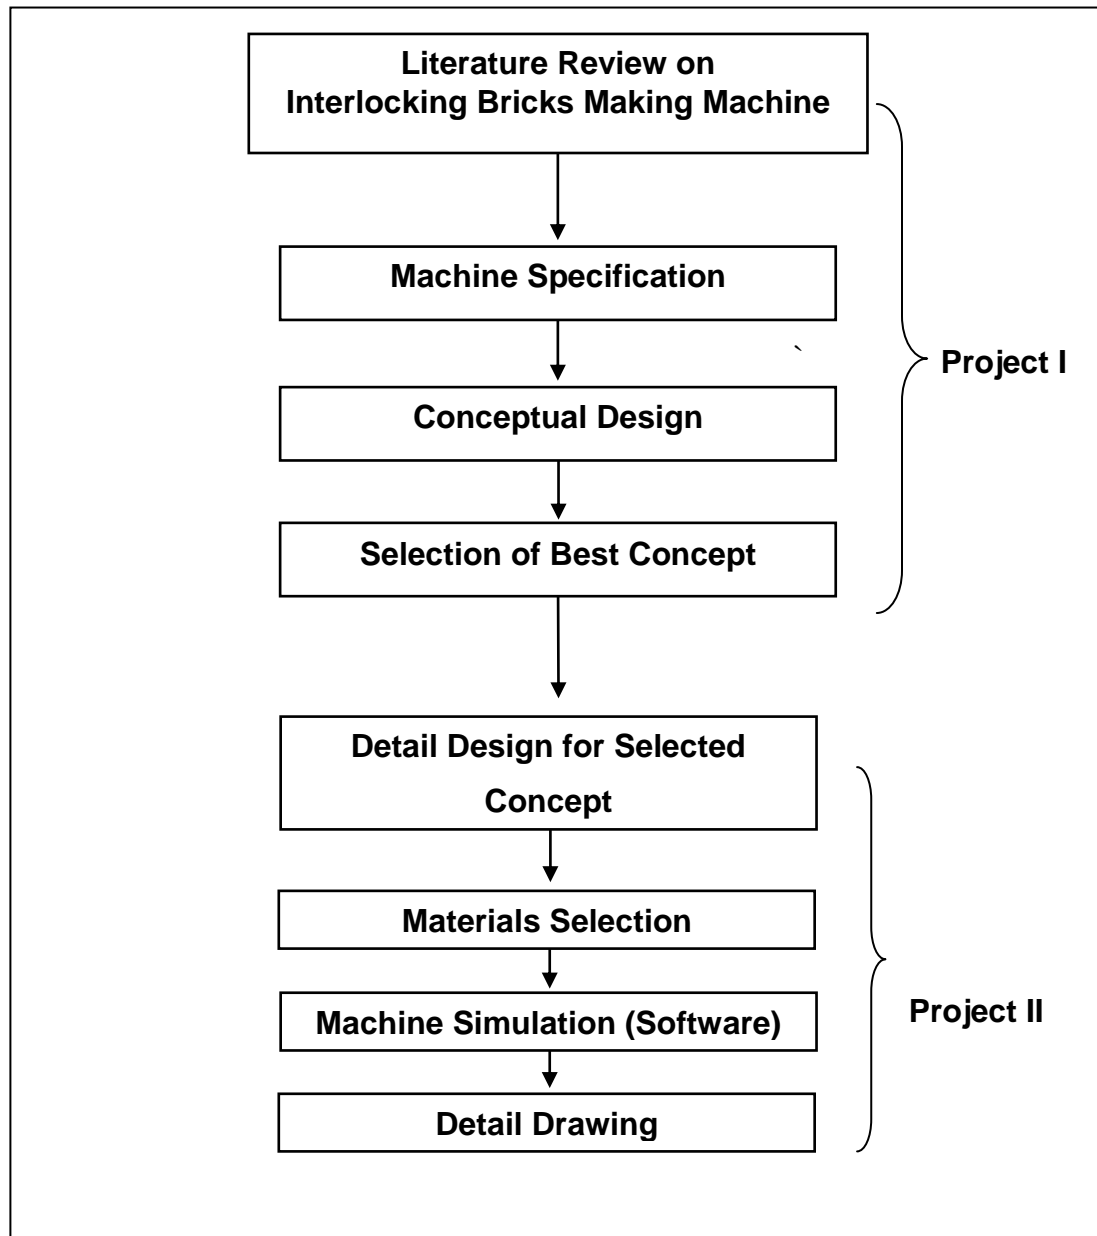 Literature Review on
Interlocking Bricks Making Machine
Machine Specification
`
Conceptual Design
Project I
Selection of Best Concept
Detail Design for Selected
Concept
Materials Selection
Machine Simulation (Software)
Project II
Detail Drawing